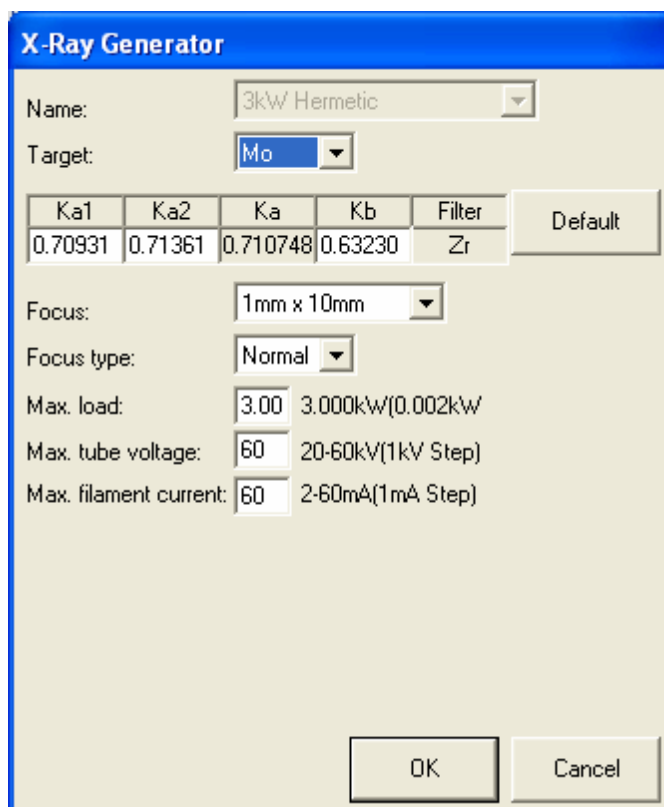 X-Ray Generator
Name: 3kW Hermetic
Target: Mo
Ka1 Ka2 Ka Kb Filter
0.70931 0.71361 0.710748 0.63230 Zr
Default
Focus: 1mm x 10mm
Focus type: Normal
Max. load: 3.00 3.000kW(0.002kW
Max. tube voltage: 60 20-60kV(1kV Step)
Max. filament current: 60 2-60mA(1mA Step)
OK Cancel